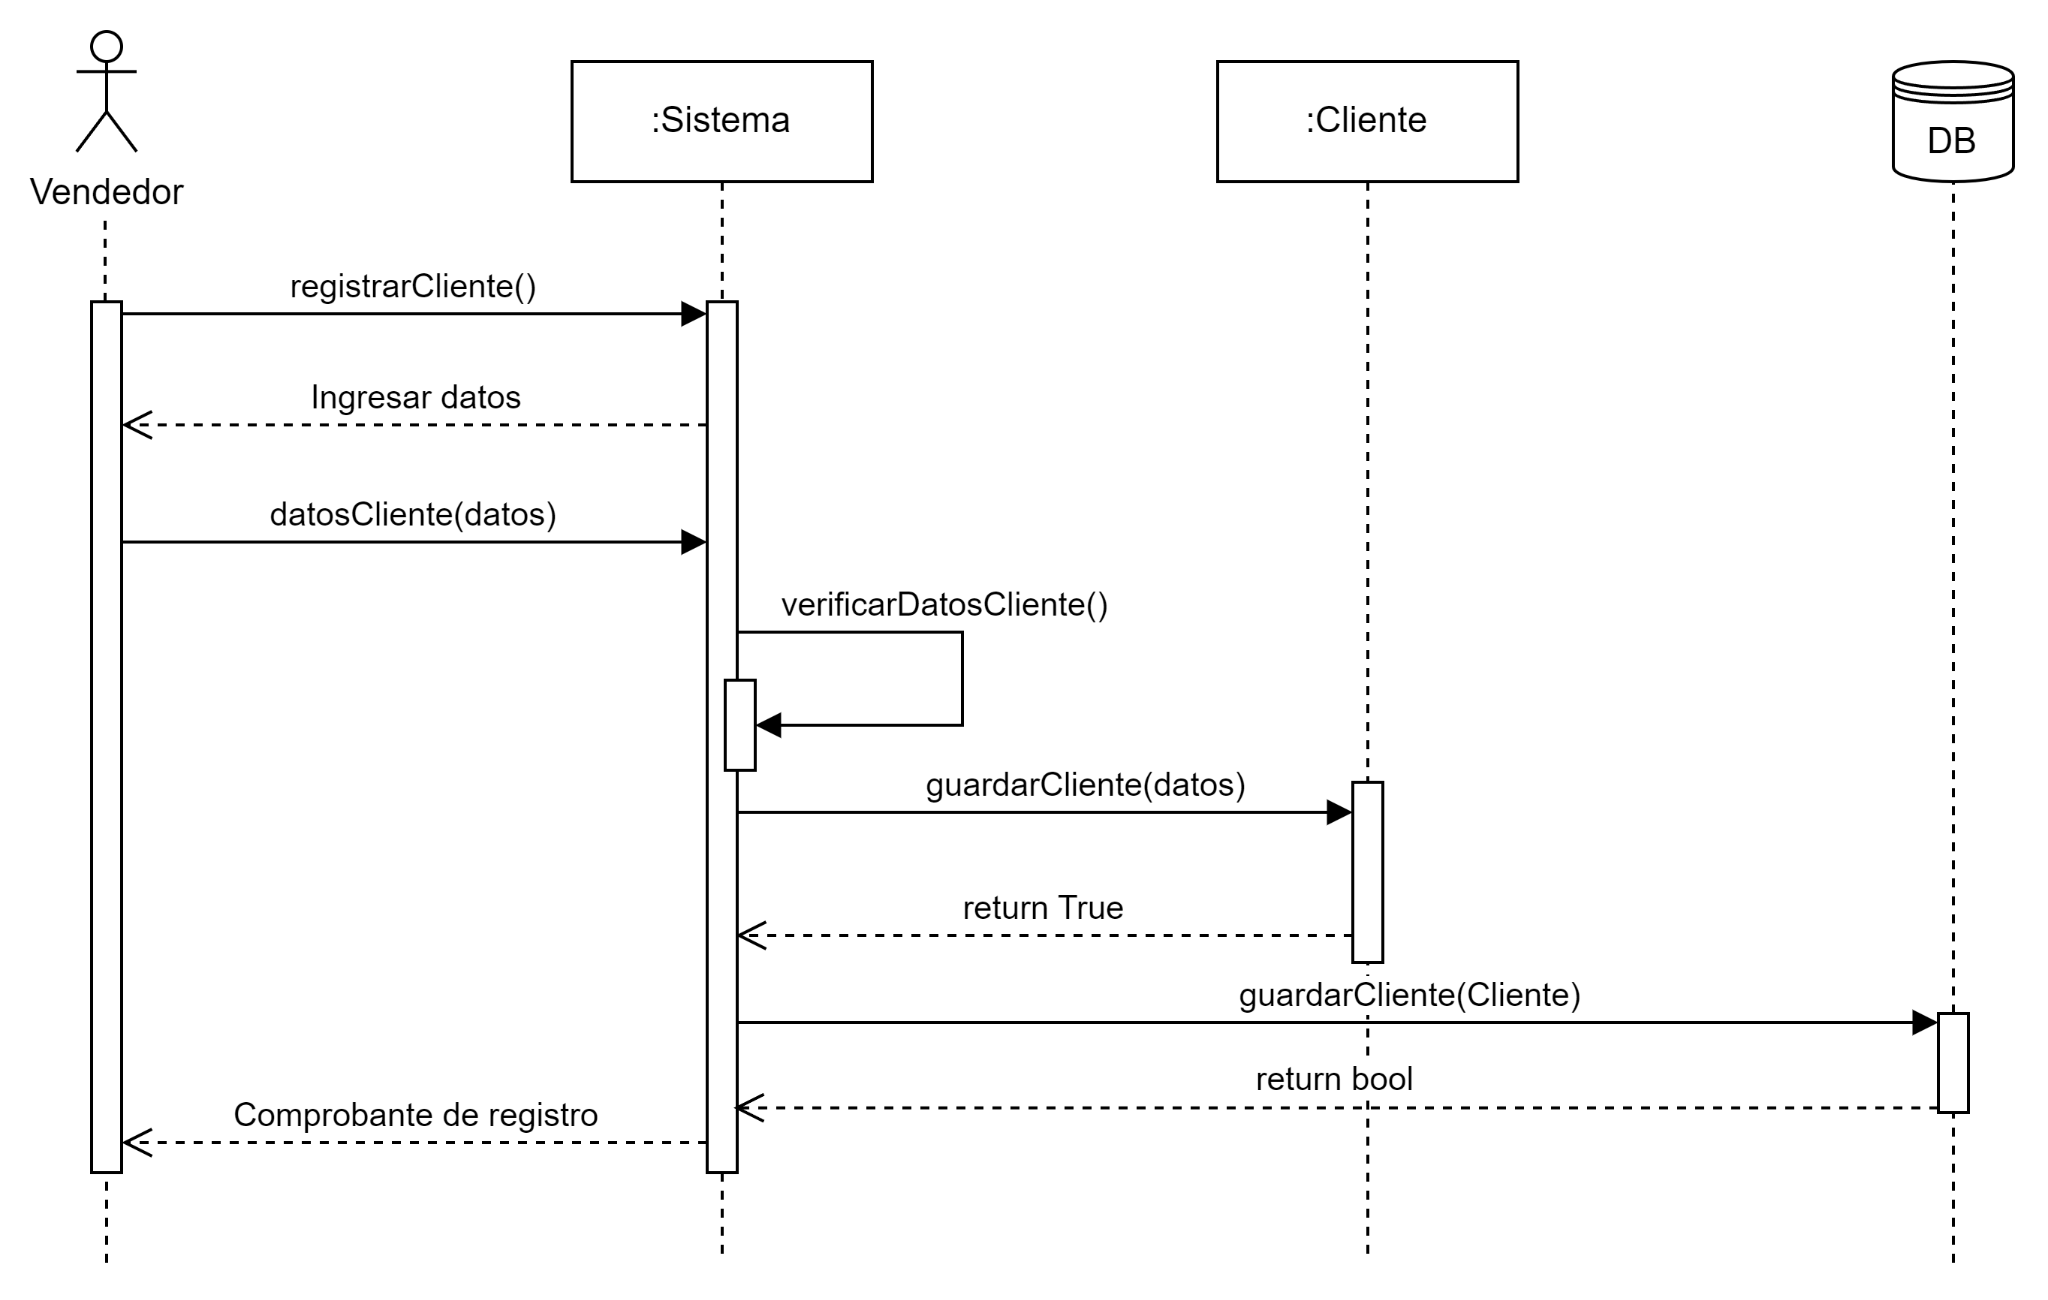 Vendedor
:Sistema
:Cliente
DB
registrarCliente()
Ingresar datos
datosCliente(datos)
verificarDatosCliente()
guardarCliente(datos)
return True
guardarCliente(Cliente)
return bool
Comprobante de registro